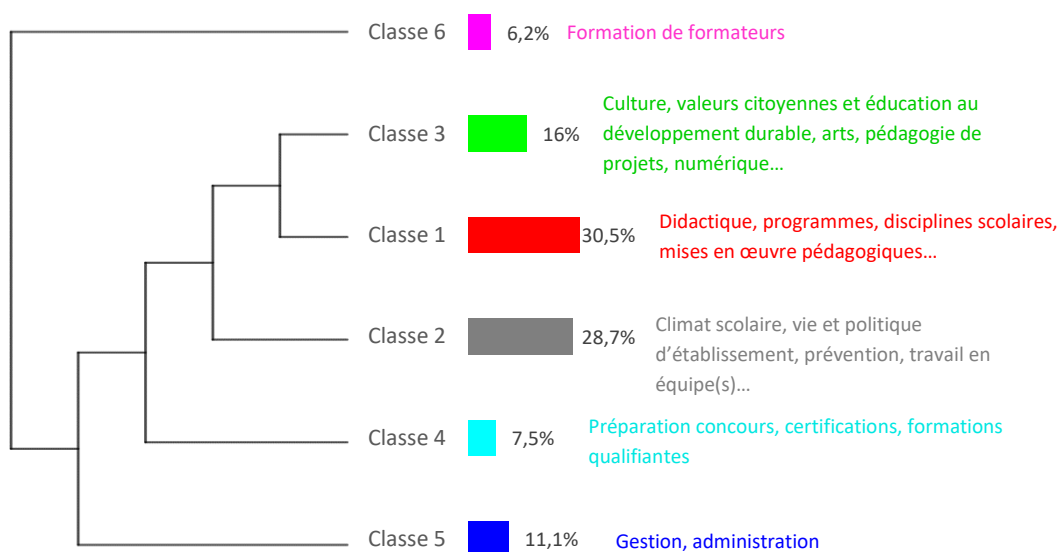 Classe 6 6,2% Formation de formateurs
Culture, valeurs citoyennes et éducation au
Classe 3 16% développement durable, arts, pédagogie de
projets, numérique…
Classe 1 30,5% Didactique, programmes, disciplines scolaires,
mises en œuvre pédagogiques…
Classe 2 28,7% Climat scolaire, vie et politique
d’établissement, prévention, travail en
équipe(s)…
Classe 4 7,5% Préparation concours, certifications, formations
qualifiantes
Classe 5 11,1% Gestion, administration